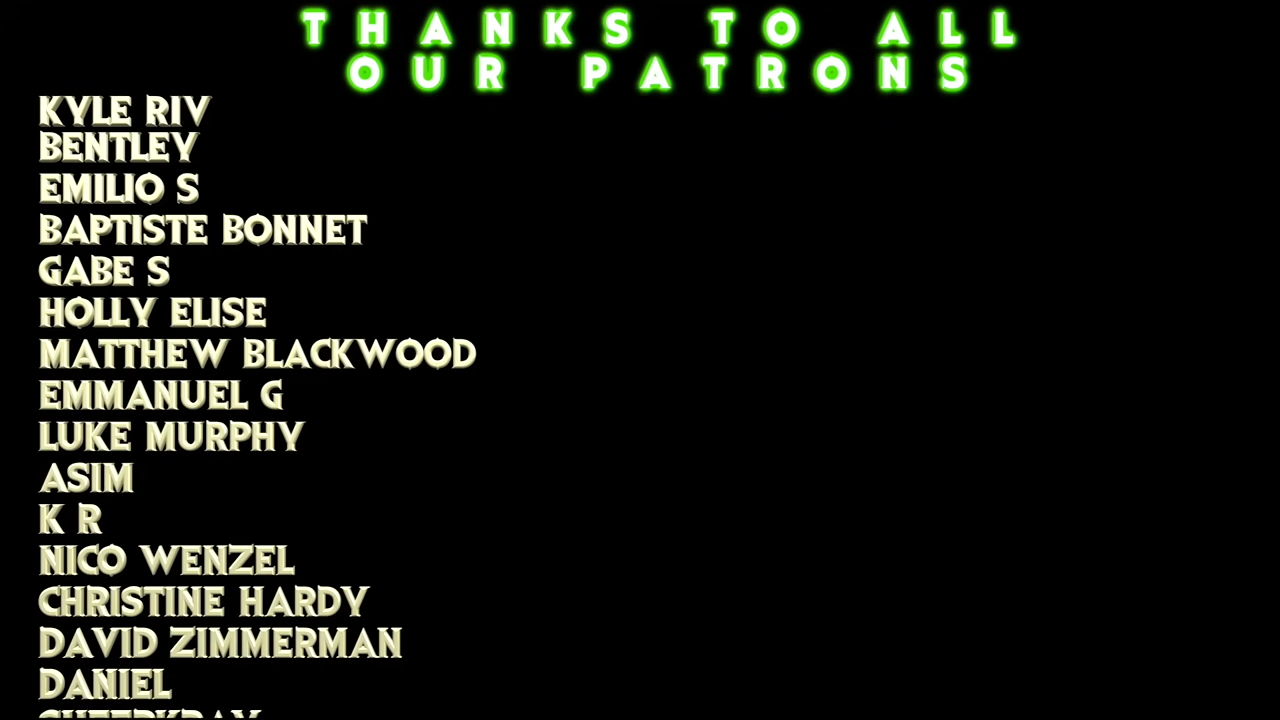 THANKS TO ALL
OUR PATRONS
KYLE RIV
BENTLEY
EMILIO S
BAPTISTE BONNET
GABE S
HOLLY ELISE
MATTHEW BLACKWOOD
EMMANUEL G
LUKE MURPHY
ASIM
K R
NICO WENZEL
CHRISTINE HARDY
DAVID ZIMMERMAN
DANIEL